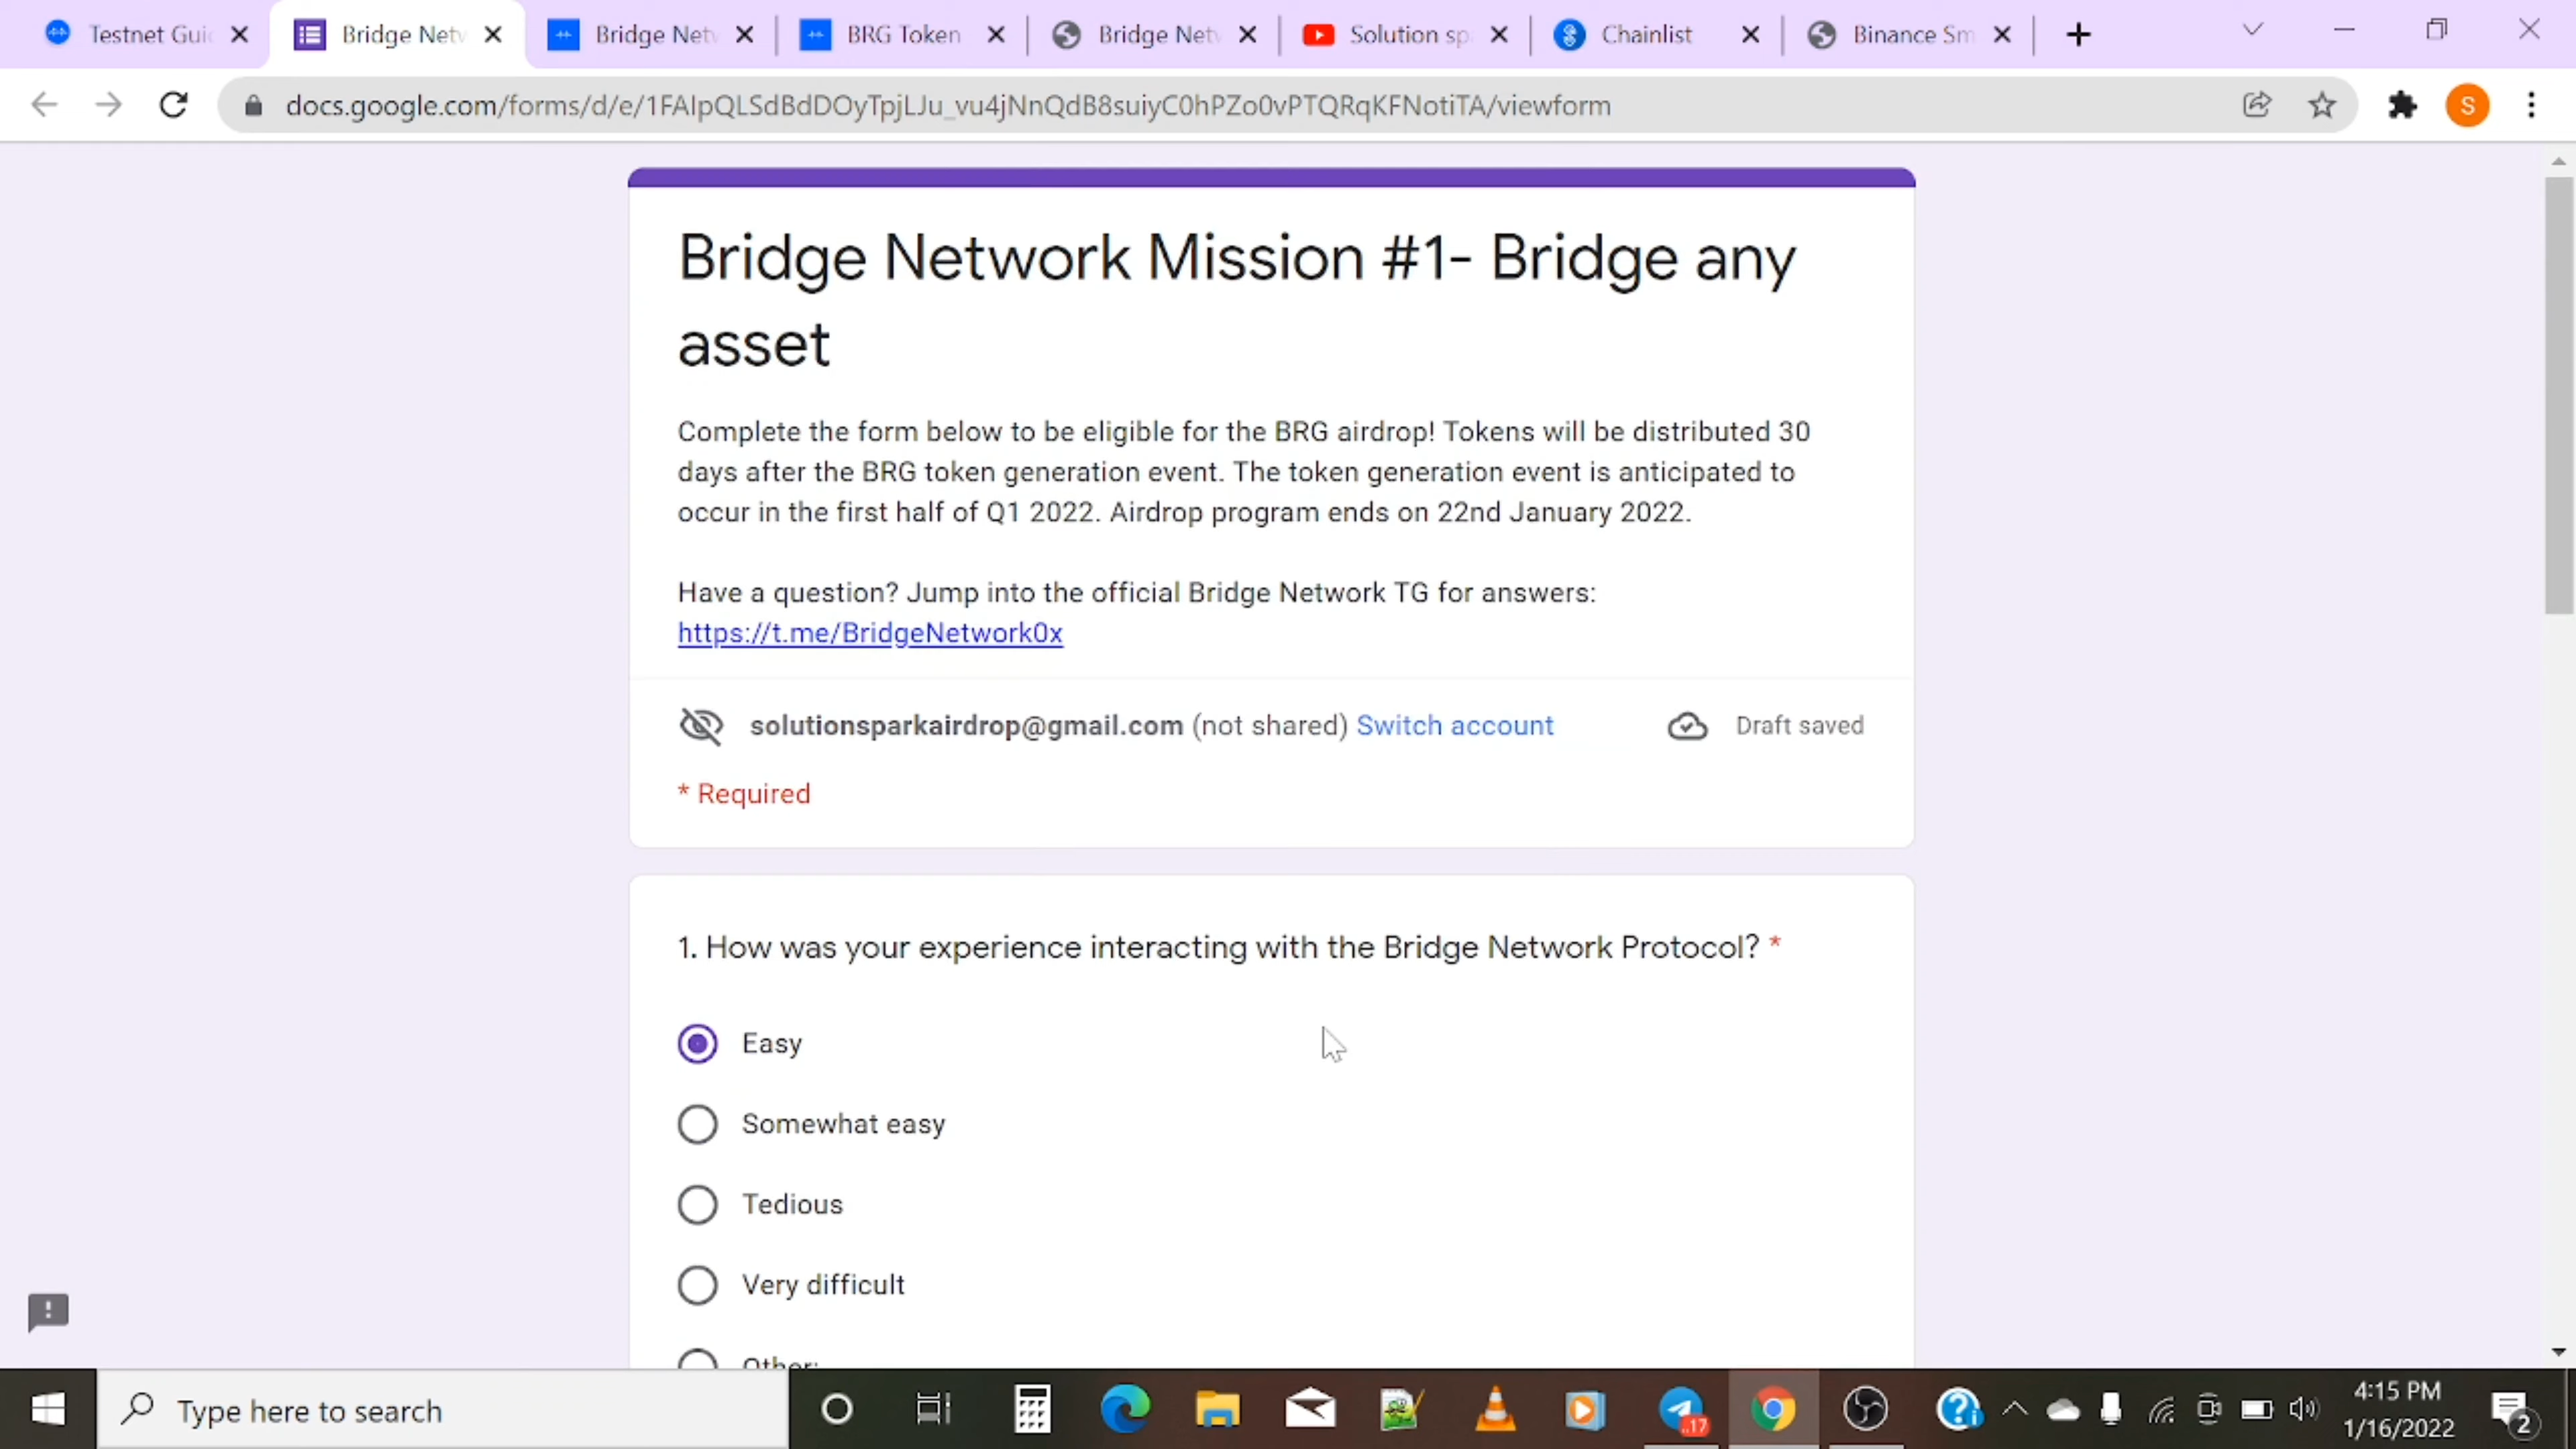 Testnet Gui
Bridge Netw
Bridge Netw
BRG Token
Bridge Netw
Solution sp
Chainlist
Binance Sm
docs.google.com/forms/d/e/1FAIpQLSdBdDOyTpjLJu_vu4jNnQdB8suiyC0hPZo0vPTQRqKFNotiTA/viewform
S
Bridge Network Mission #1- Bridge any
asset
Complete the form below to be eligible for the BRG airdrop! Tokens will be distributed 30
days after the BRG token generation event. The token generation event is anticipated to
occur in the first half of Q1 2022. Airdrop program ends on 22nd January 2022.
Have a question? Jump into the official Bridge Network TG for answers:
https://t.me/BridgeNetwork0x
solutionsparkairdrop@gmail.com (not shared) Switch account
Draft saved
* Required
1. How was your experience interacting with the Bridge Network Protocol? *
Easy
Somewhat easy
Tedious
Very difficult
Other:
Type here to search
..17
4:15 PM
1/16/2022
2